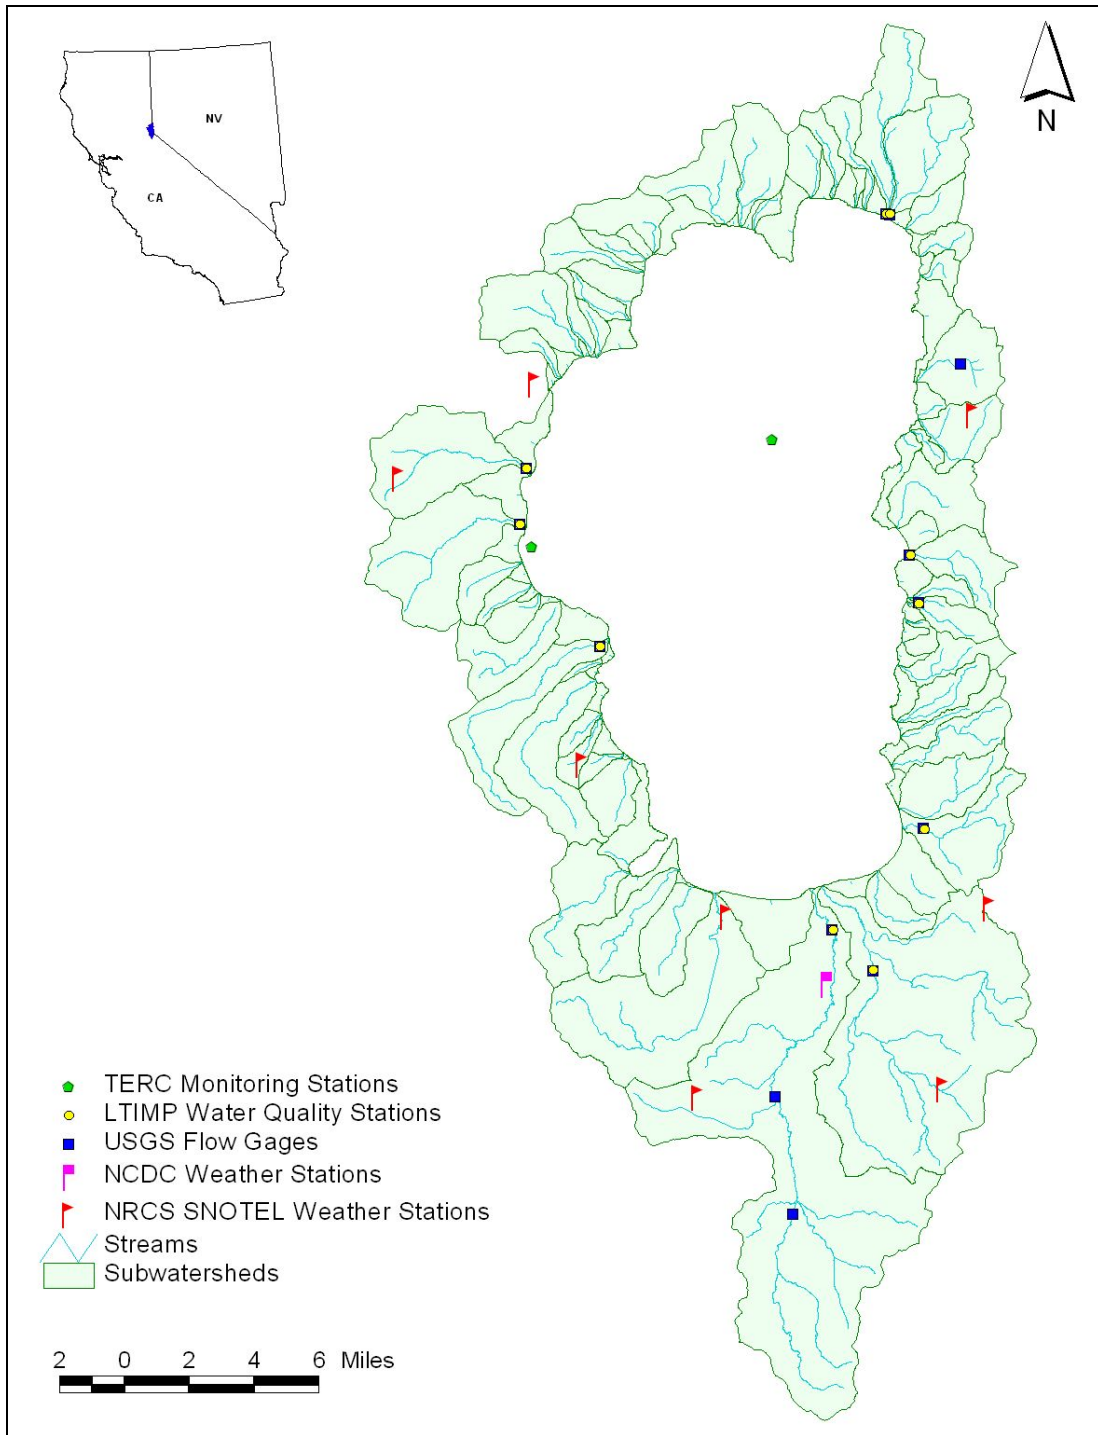 NV
CA
N
TERC Monitoring Stations
LTIMP Water Quality Stations
USGS Flow Gages
NCDC Weather Stations
NRCS SNOTEL Weather Stations
Streams
Subwatersheds
2 0 2 4 6 Miles